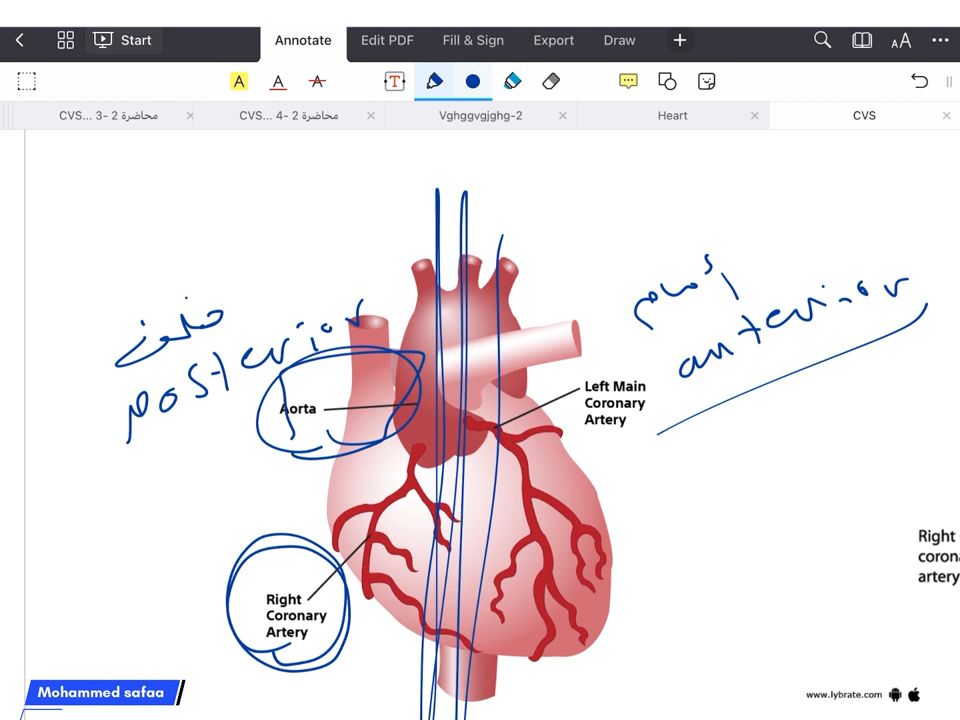 Start
Annotate
Edit PDF
Fill & Sign
Export
Draw
CVS... محاضرة 2 -3
CVS... محاضرة 2 -4
Vghggvgjghg-2
Heart
CVS
posterior
anterior
Aorta
Left Main
Coronary
Artery
Right
Coronary
Artery
Right
corona
artery
Mohammed safaa
www.lybrate.com